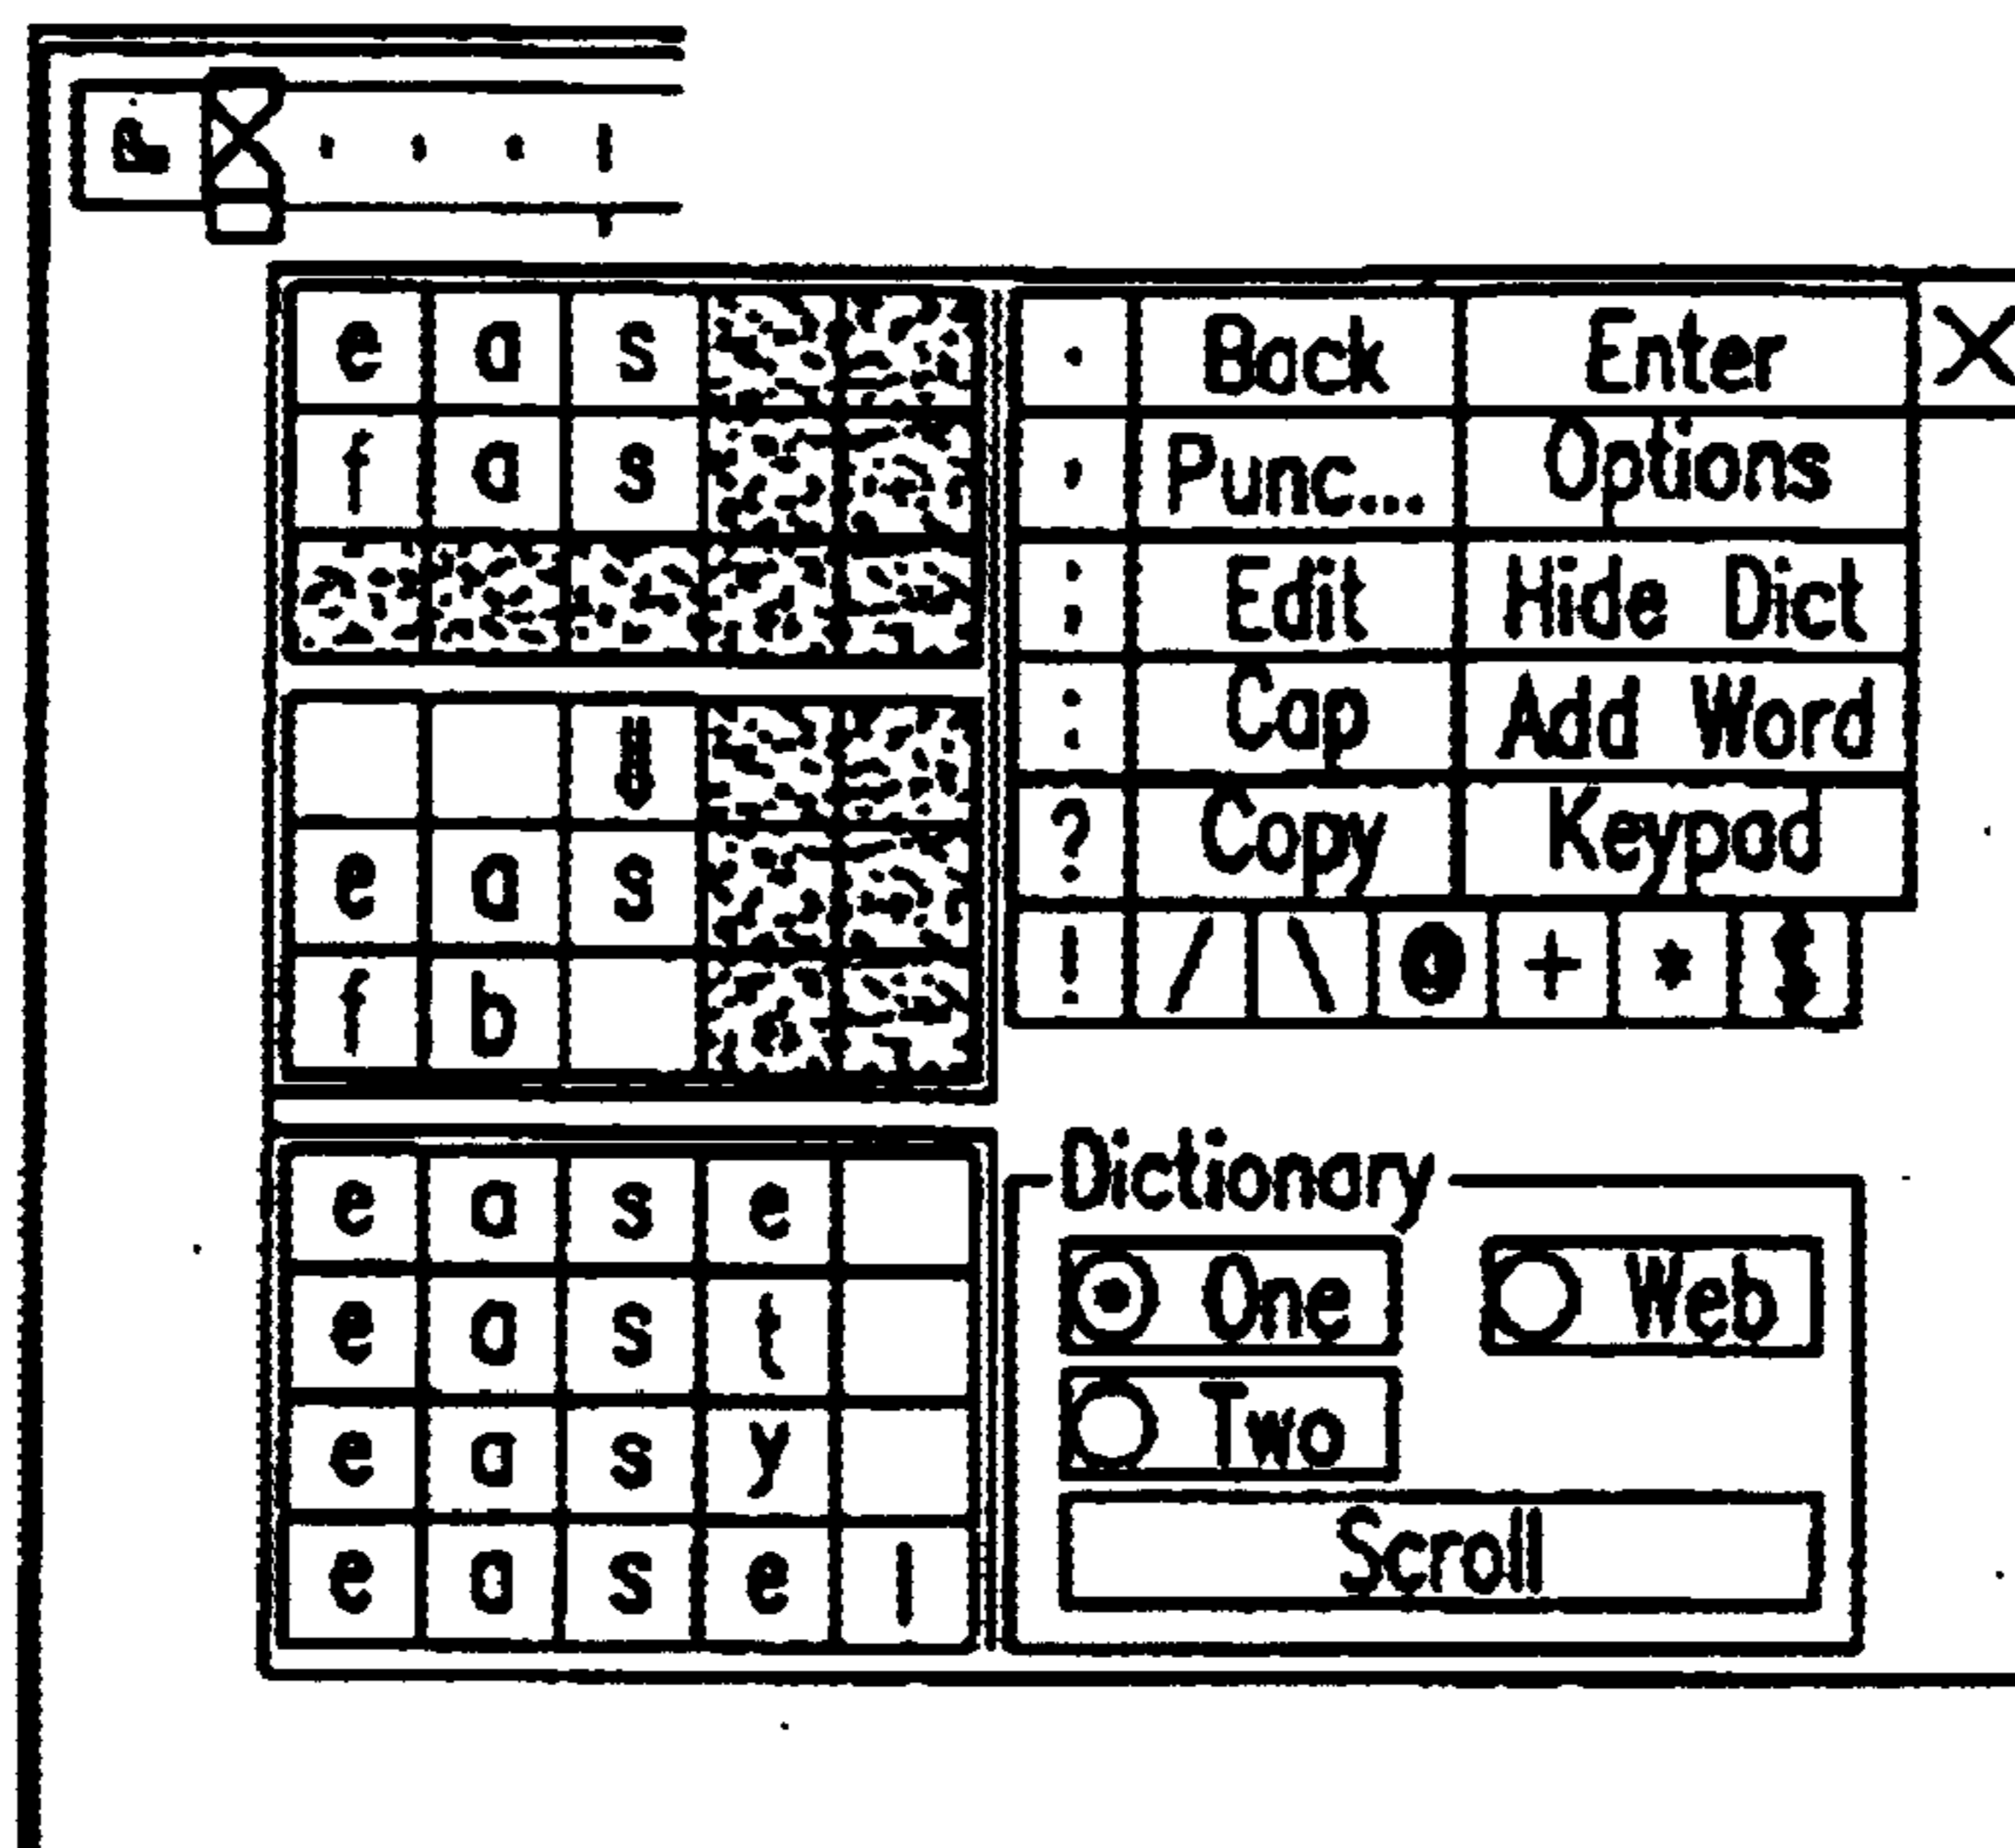 e a s
f a s
e a s
f b
. Back Enter X
, Punc... Options
; Edit Hide Dict
: Cap Add Word
? Copy Keypad
! / \ @ + *
e a s e
e a s t
e a s y
e a s e l
Dictionary
One Web
Two
Scroll